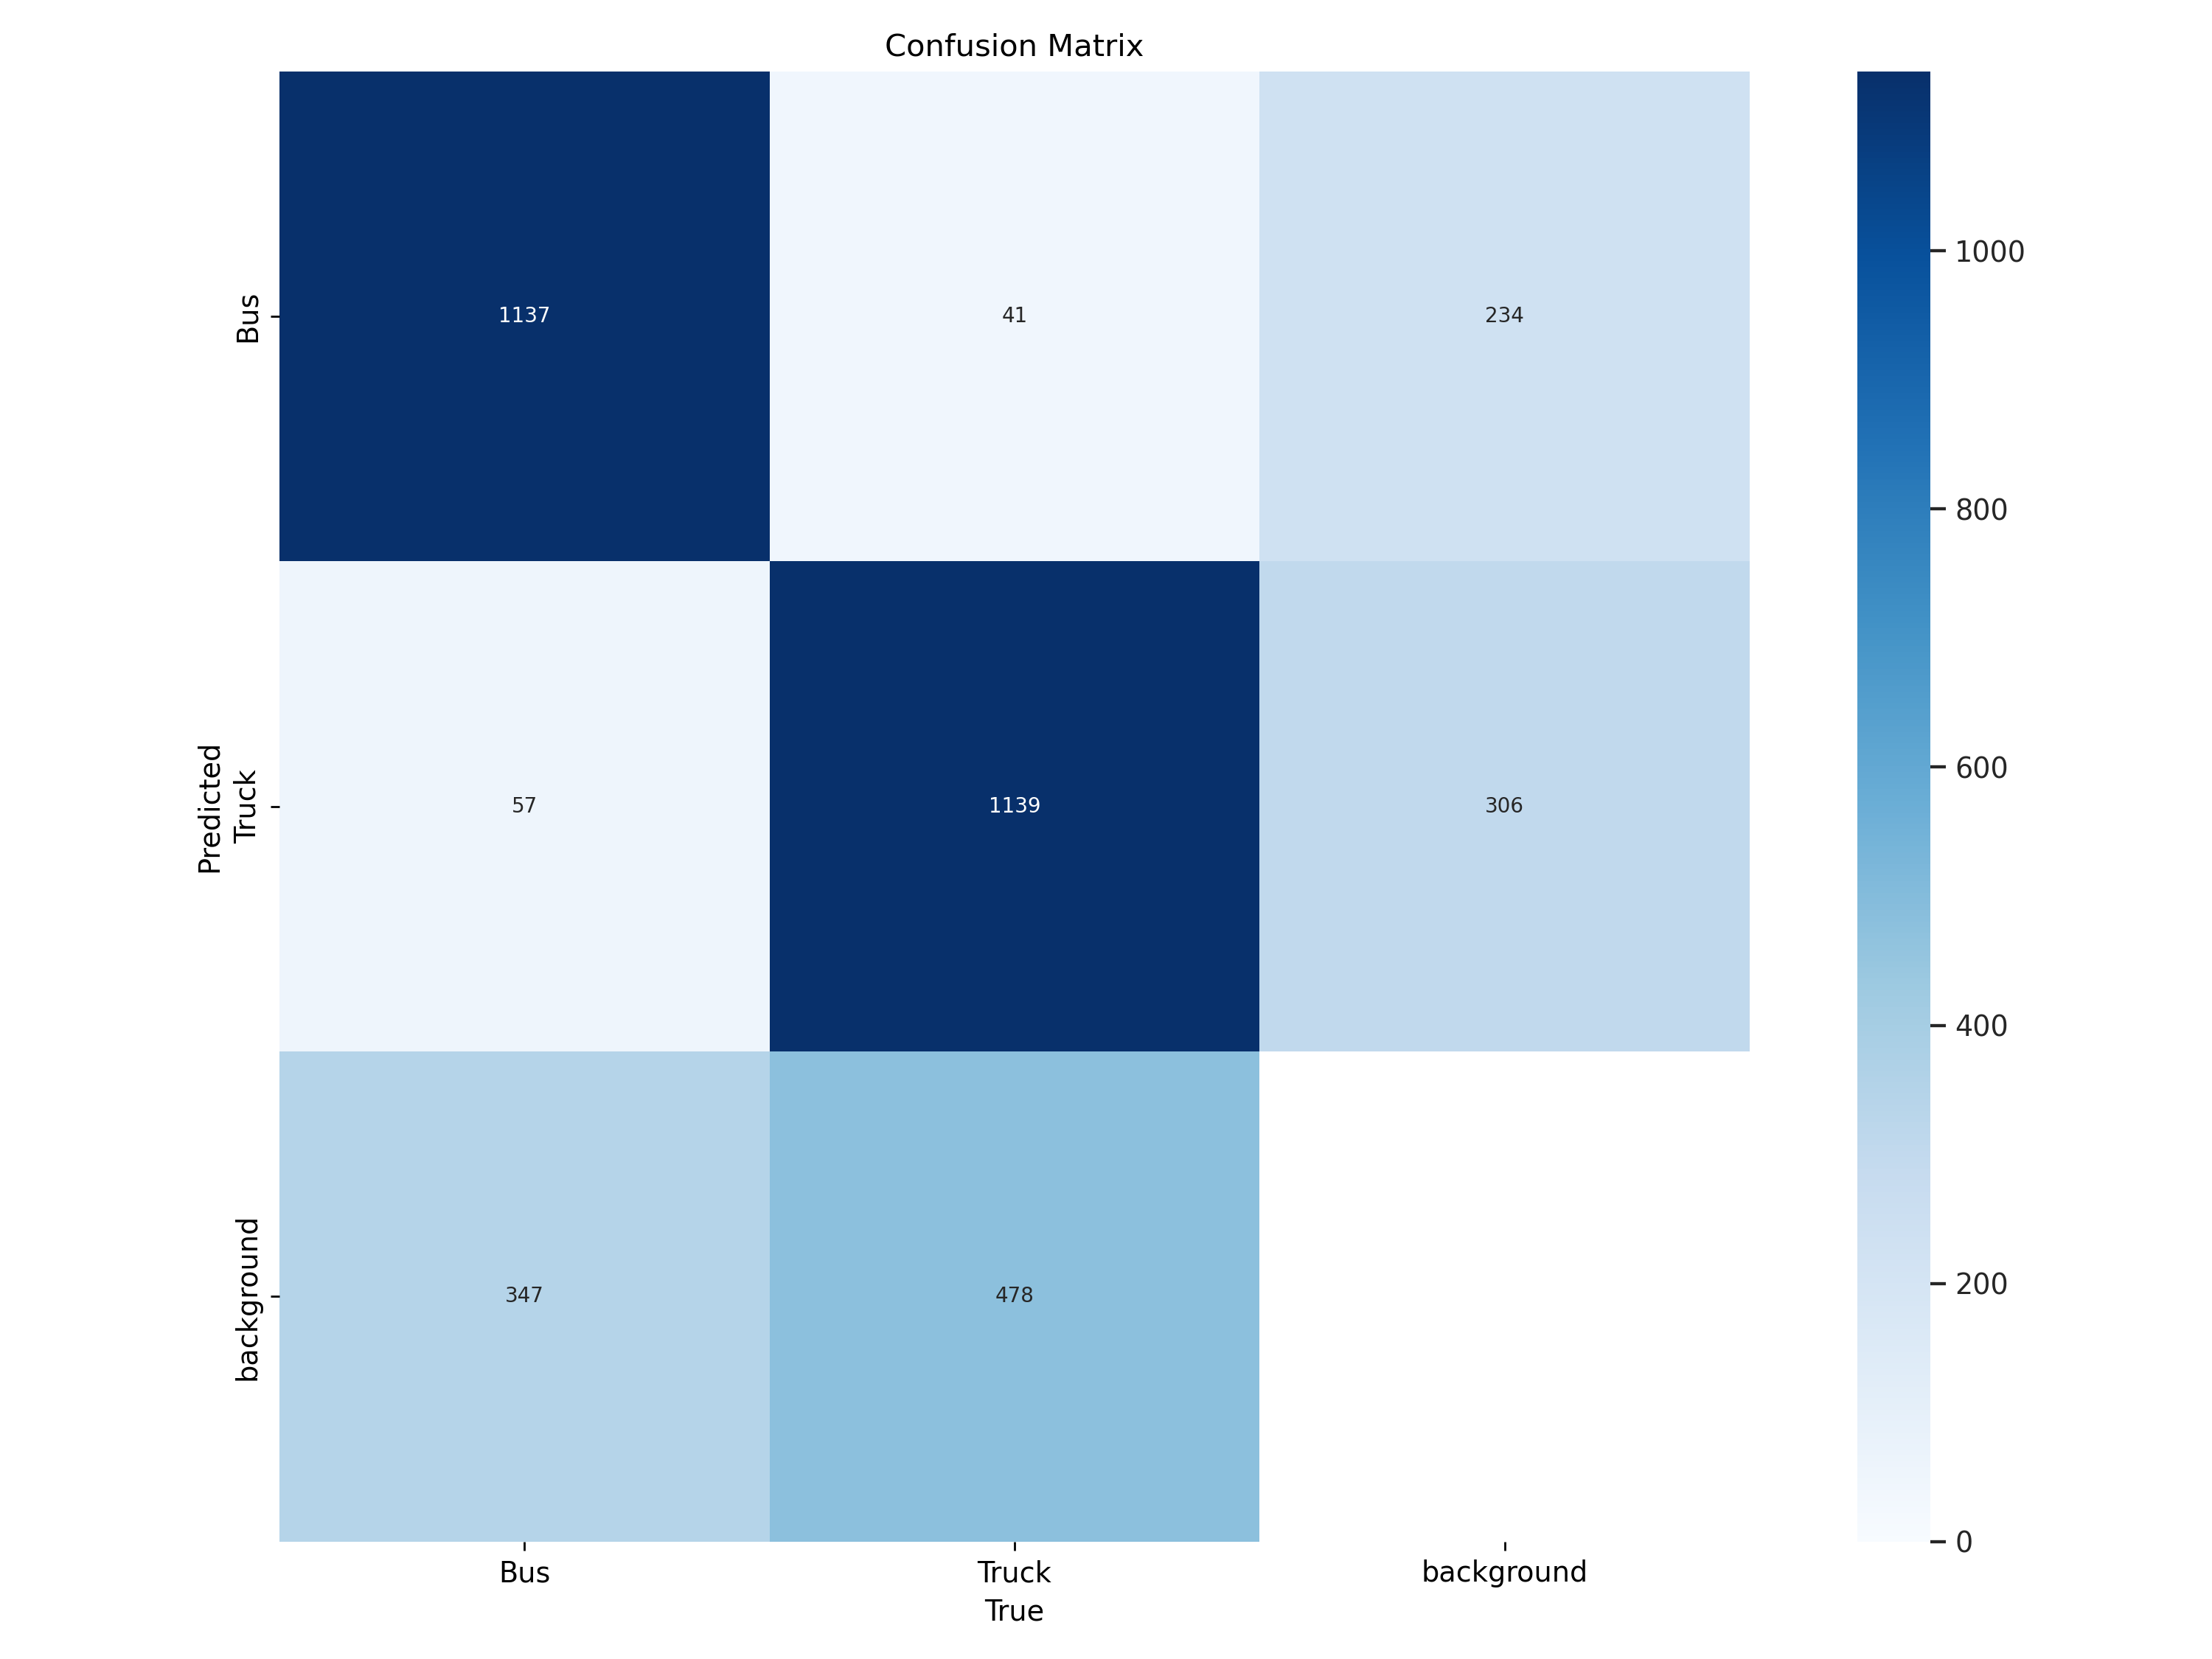 Confusion Matrix
Bus
1137
41
234
1000
800
Predicted
Truck
57
1139
306
600
400
background
347
478
200
0
Bus
Truck
background
True